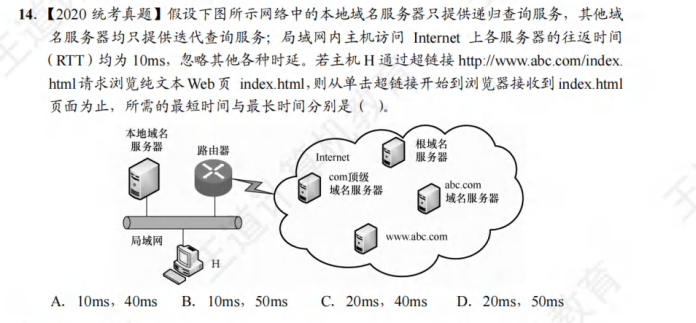 14. 【2020 统考真题】假设下图所示网络中的本地域名服务器只提供递归查询服务，其他域
名服务器均只提供迭代查询服务；局域网内主机访问 Internet 上各服务器的往返时间
（RTT）均为 10ms，忽略其他各种时延。若主机 H 通过超链接 http://www.abc.com/index.
html请求浏览纯文本Web页 index.html，则从单击超链接开始到浏览器接收到 index.html
页面为止，所需的最短时间与最长时间分别是（ ）。
本地域名
服务器
路由器
Internet
根域名
服务器
com顶级
域名服务器
abc.com
域名服务器
www.abc.com
局域网
H
A. 10ms，40ms B. 10ms，50ms C. 20ms，40ms D. 20ms，50ms